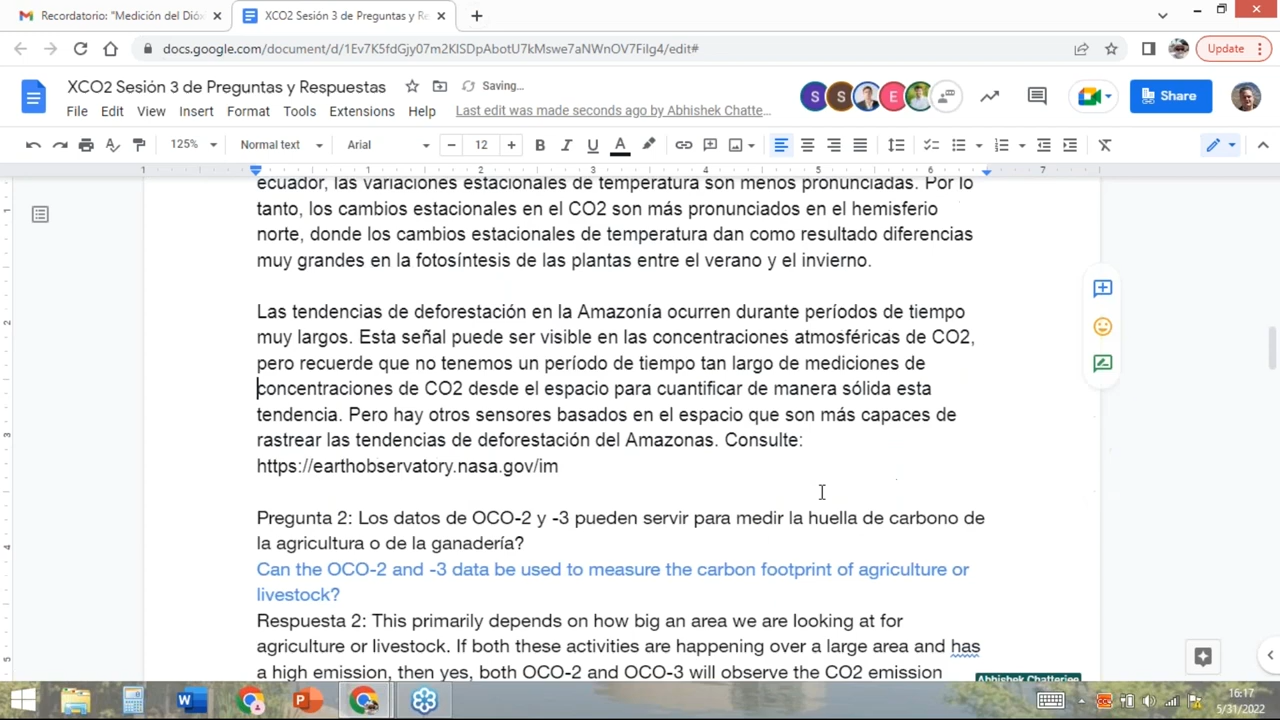 Recordatorio: "Medición del Dióx
XCO2 Sesión 3 de Preguntas y Re
docs.google.com/document/d/1Ev7K5fdGjy07m2KlSDpAbotU7kMswe7aNWnOV7Filg4/edit#
Update
XCO2 Sesión 3 de Preguntas y Respuestas
Saving…
S S E
Share
File Edit View Insert Format Tools Extensions Help
Last edit was made seconds ago by Abhishek Chatte…
125% Normal text Arial 12
1 1 2 3 4 5 6 7
ecuador, las variaciones estacionales de temperatura son menos pronunciadas. Por lo
tanto, los cambios estacionales en el CO2 son más pronunciados en el hemisferio
norte, donde los cambios estacionales de temperatura dan como resultado diferencias
muy grandes en la fotosíntesis de las plantas entre el verano y el invierno.
Las tendencias de deforestación en la Amazonía ocurren durante períodos de tiempo
muy largos. Esta señal puede ser visible en las concentraciones atmosféricas de CO2,
pero recuerde que no tenemos un período de tiempo tan largo de mediciones de
concentraciones de CO2 desde el espacio para cuantificar de manera sólida esta
tendencia. Pero hay otros sensores basados en el espacio que son más capaces de
rastrear las tendencias de deforestación del Amazonas. Consulte:
https://earthobservatory.nasa.gov/im
Pregunta 2: Los datos de OCO-2 y -3 pueden servir para medir la huella de carbono de
la agricultura o de la ganadería?
Can the OCO-2 and -3 data be used to measure the carbon footprint of agriculture or
livestock?
Respuesta 2: This primarily depends on how big an area we are looking at for
agriculture or livestock. If both these activities are happening over a large area and has
a high emission, then yes, both OCO-2 and OCO-3 will observe the CO2 emission
Abhishek Chatterjee
16:17
5/31/2022